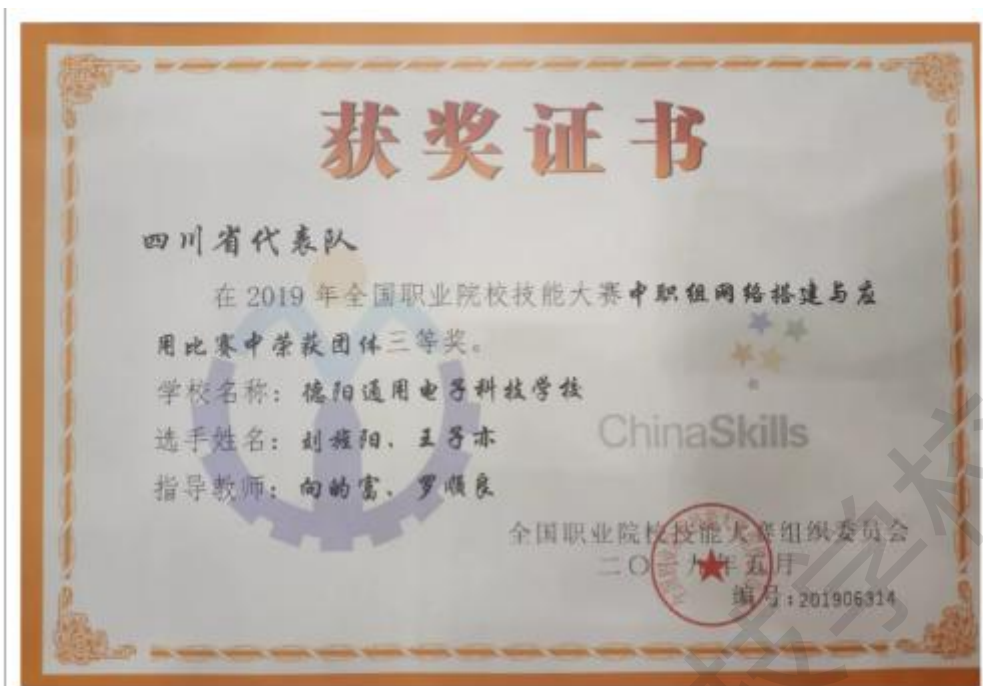 获奖证书
四川省代表队
在 2019 年全国职业院校技能大赛中职组网络搭建与应
用比赛中荣获团体三等奖。
学校名称：德阳通用电子科技学校
ChinaSkills
选手姓名：刘旌阳、王子亦
指导教师：向的富、罗顺良
全国职业院校技能大赛组织委员会
二〇一九年五月
编号：201906314
技学校